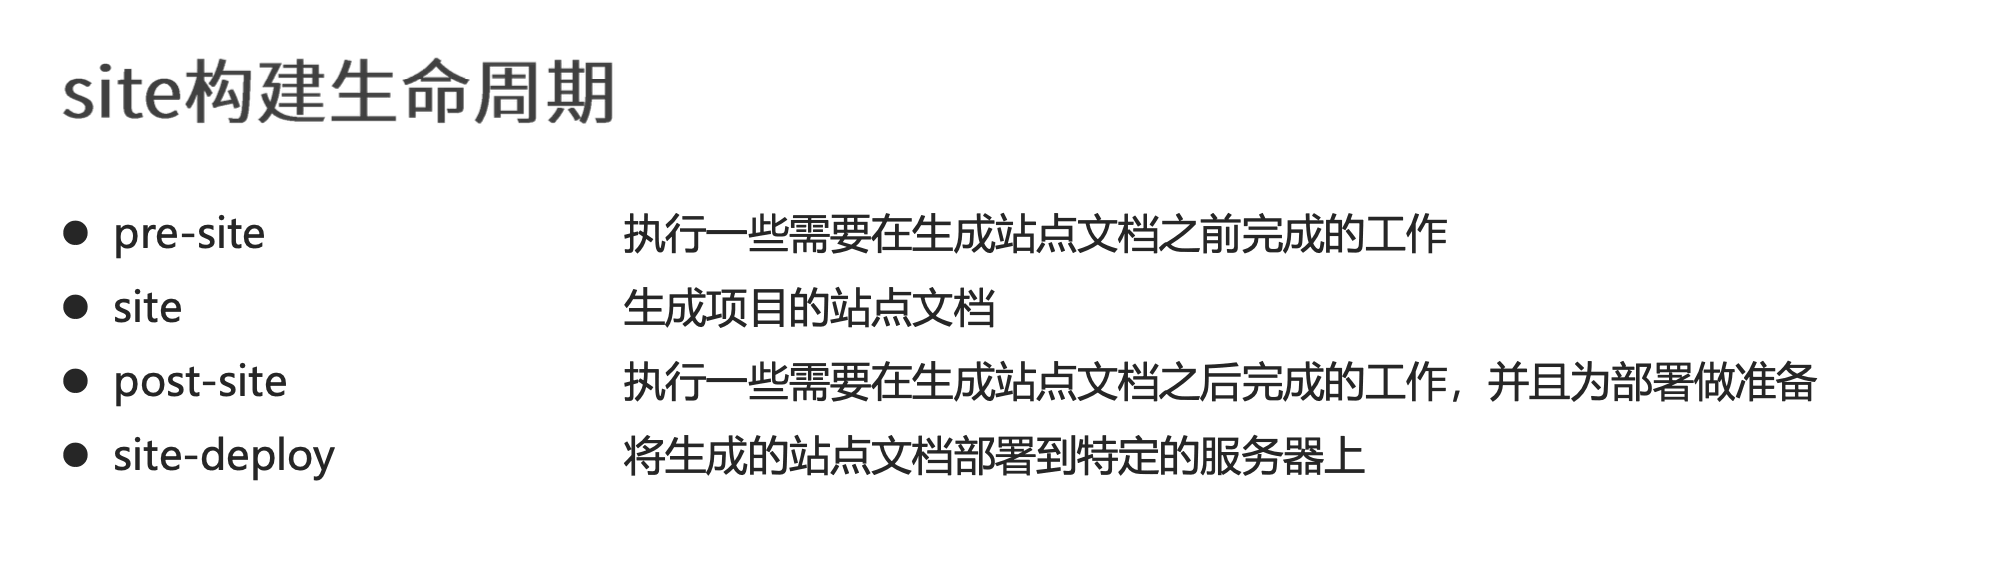 site构建生命周期
● pre-site 执行一些需要在生成站点文档之前完成的工作
● site 生成项目的站点文档
● post-site 执行一些需要在生成站点文档之后完成的工作，并且为部署做准备
● site-deploy 将生成的站点文档部署到特定的服务器上